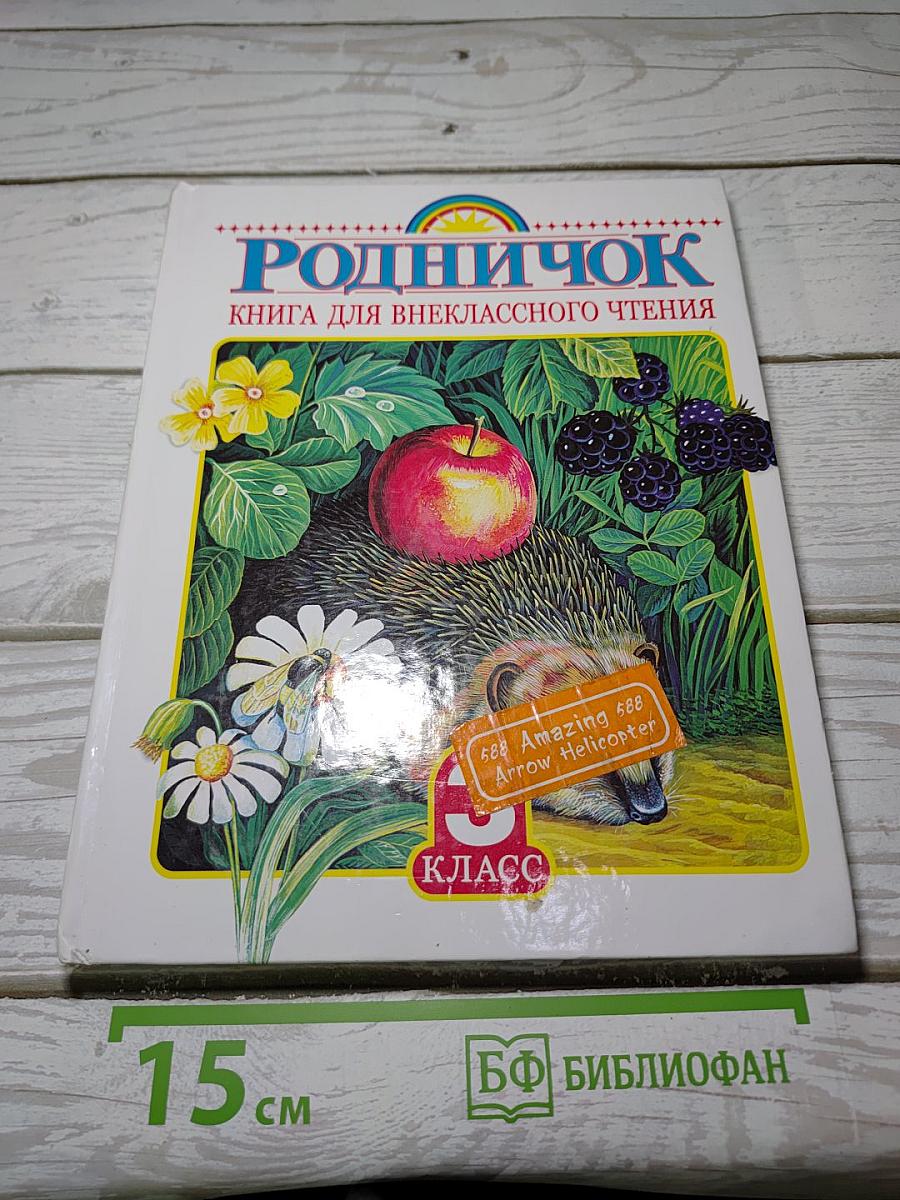 РОДНИЧОК
КНИГА ДЛЯ ВНЕКЛАССНОГО ЧТЕНИЯ
588 Amazing 588
Arrow Helicopter
КЛАСС
15 см
БФ БИБЛИОФАН